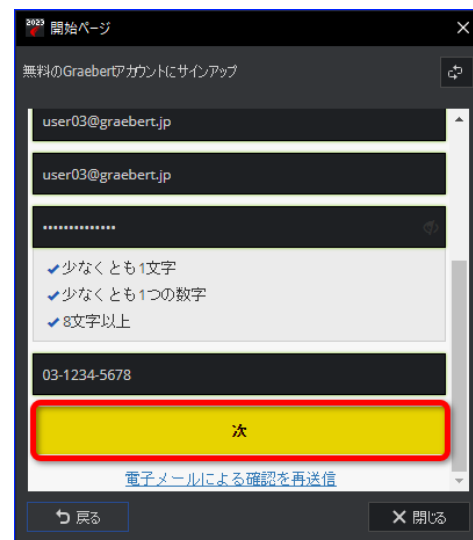 2023 開始ページ
無料のGraebertアカウントにサインアップ
user03@graebert.jp
user03@graebert.jp
••••••••••••••
少なくとも1文字
少なくとも1つの数字
8文字以上
03-1234-5678
次
電子メールによる確認を再送信
戻る
閉じる